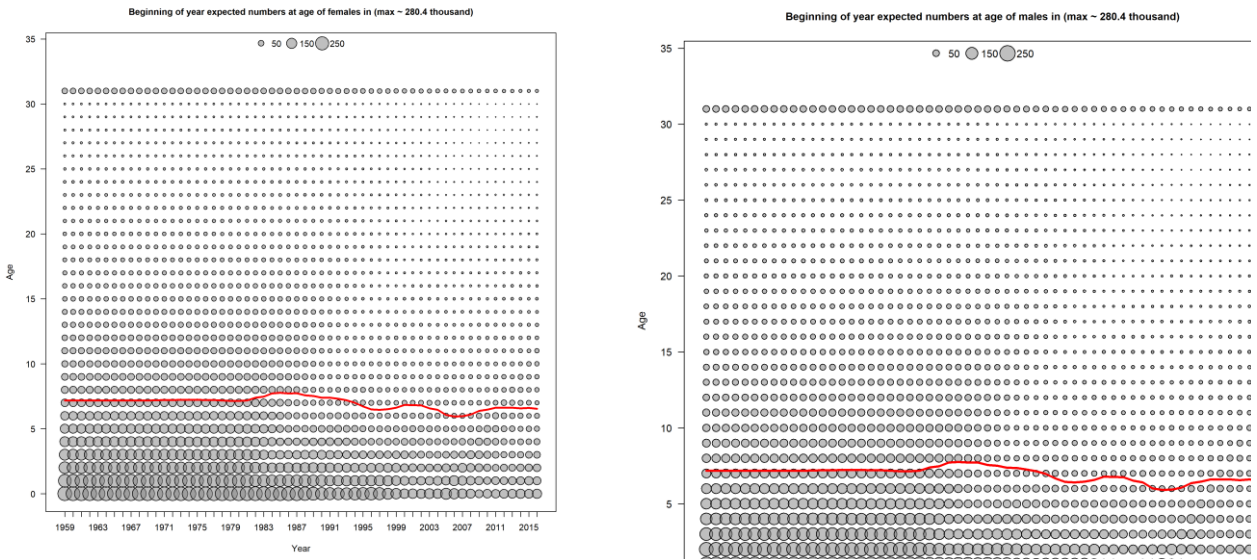 Beginning of year expected numbers at age of females in (max ~ 280.4 thousand)
50 150 250
35
30
25
20
15
10
5
0
Age
1959 1963 1967 1971 1975 1979 1983 1987 1991 1995 1999 2003 2007 2011 2015
Year
Beginning of year expected numbers at age of males in (max ~ 280.4 thousand)
50 150 250
35
30
25
20
15
10
5
Age